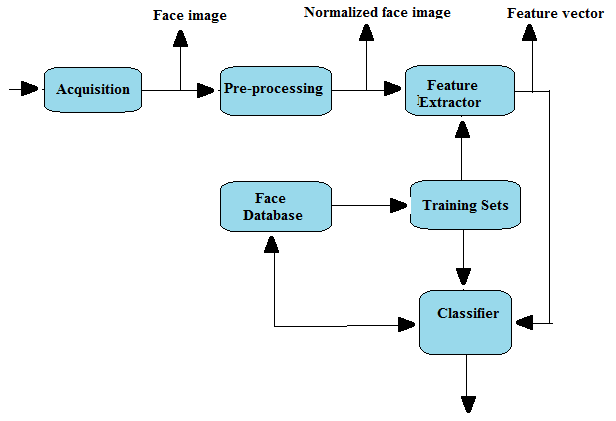 Face image
Normalized face image
Feature vector
Acquisition
Pre-processing
Feature
Extractor
Face
Database
Training Sets
Classifier